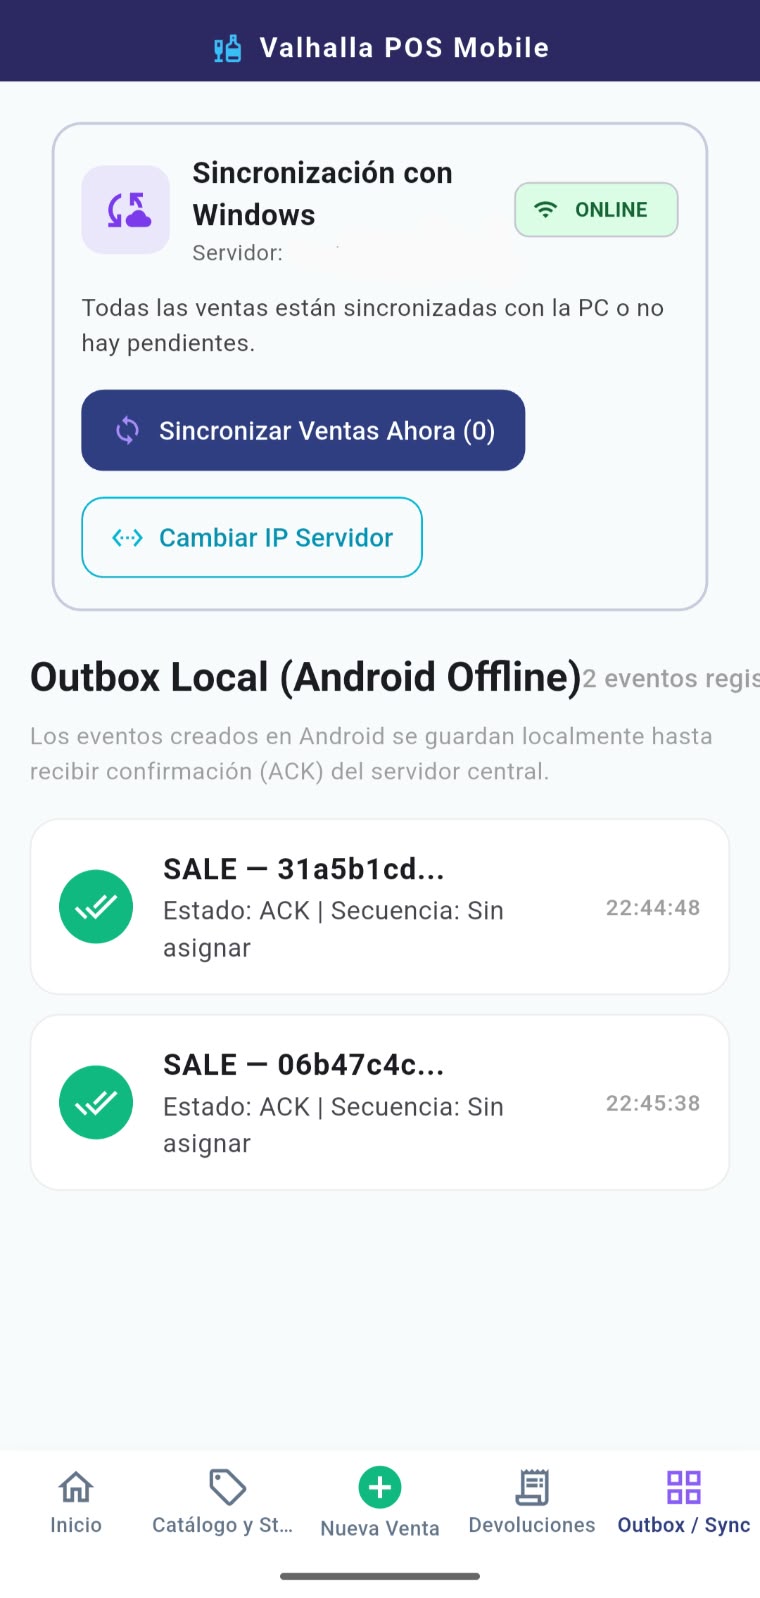 Valhalla POS Mobile
Sincronización con
Windows
Servidor:
ONLINE
Todas las ventas están sincronizadas con la PC o no
hay pendientes.
Sincronizar Ventas Ahora (0)
Cambiar IP Servidor
Outbox Local (Android Offline)2 eventos regis
Los eventos creados en Android se guardan localmente hasta
recibir confirmación (ACK) del servidor central.
SALE — 31a5b1cd...
Estado: ACK | Secuencia: Sin
asignar
22:44:48
SALE — 06b47c4c...
Estado: ACK | Secuencia: Sin
asignar
22:45:38
Inicio
Catálogo y St...
Nueva Venta
Devoluciones
Outbox / Sync